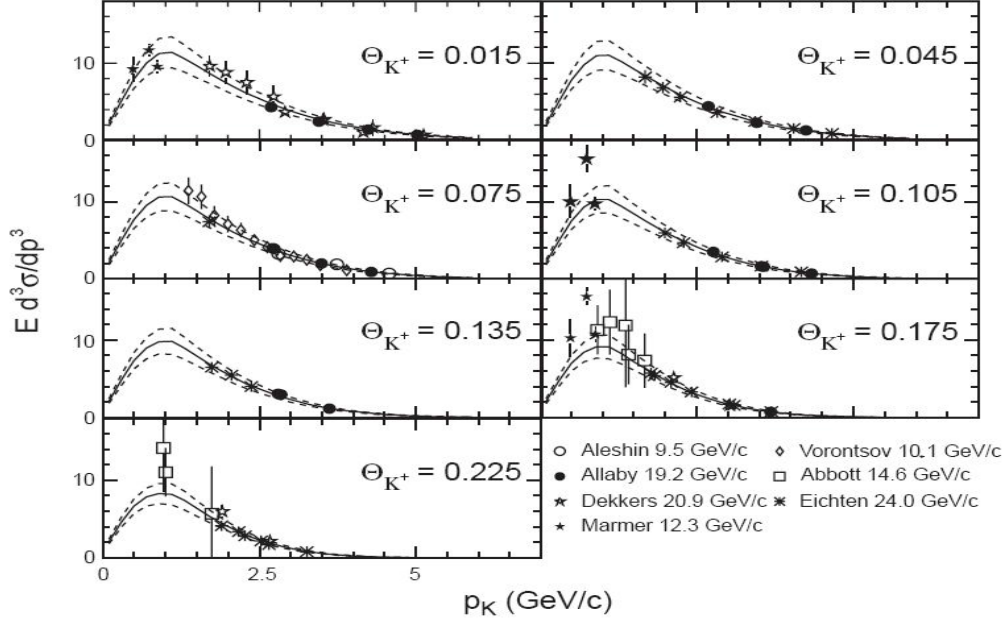 ΘK+ = 0.015
ΘK+ = 0.045
10
0
ΘK+ = 0.075
ΘK+ = 0.105
10
0
ΘK+ = 0.135
ΘK+ = 0.175
10
0
ΘK+ = 0.225
10
0
0
2.5
5
E d³σ/dp³
pK (GeV/c)
Aleshin 9.5 GeV/c
Vorontsov 10.1 GeV/c
Allaby 19.2 GeV/c
Abbott 14.6 GeV/c
Dekkers 20.9 GeV/c
Eichten 24.0 GeV/c
Marmer 12.3 GeV/c